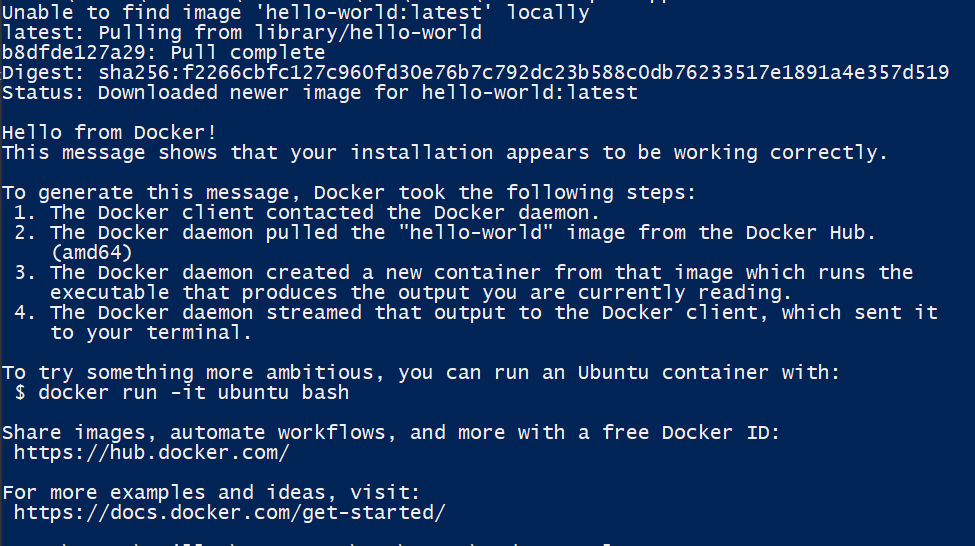 Unable to find image 'hello-world:latest' locally
latest: Pulling from library/hello-world
b8dfde127a29: Pull complete
Digest: sha256:f2266cbfc127c960fd30e76b7c792dc23b588c0db76233517e1891a4e357d519
Status: Downloaded newer image for hello-world:latest

Hello from Docker!
This message shows that your installation appears to be working correctly.

To generate this message, Docker took the following steps:
 1. The Docker client contacted the Docker daemon.
 2. The Docker daemon pulled the "hello-world" image from the Docker Hub.
    (amd64)
 3. The Docker daemon created a new container from that image which runs the
    executable that produces the output you are currently reading.
 4. The Docker daemon streamed that output to the Docker client, which sent it
    to your terminal.

To try something more ambitious, you can run an Ubuntu container with:
 $ docker run -it ubuntu bash

Share images, automate workflows, and more with a free Docker ID:
 https://hub.docker.com/

For more examples and ideas, visit:
 https://docs.docker.com/get-started/